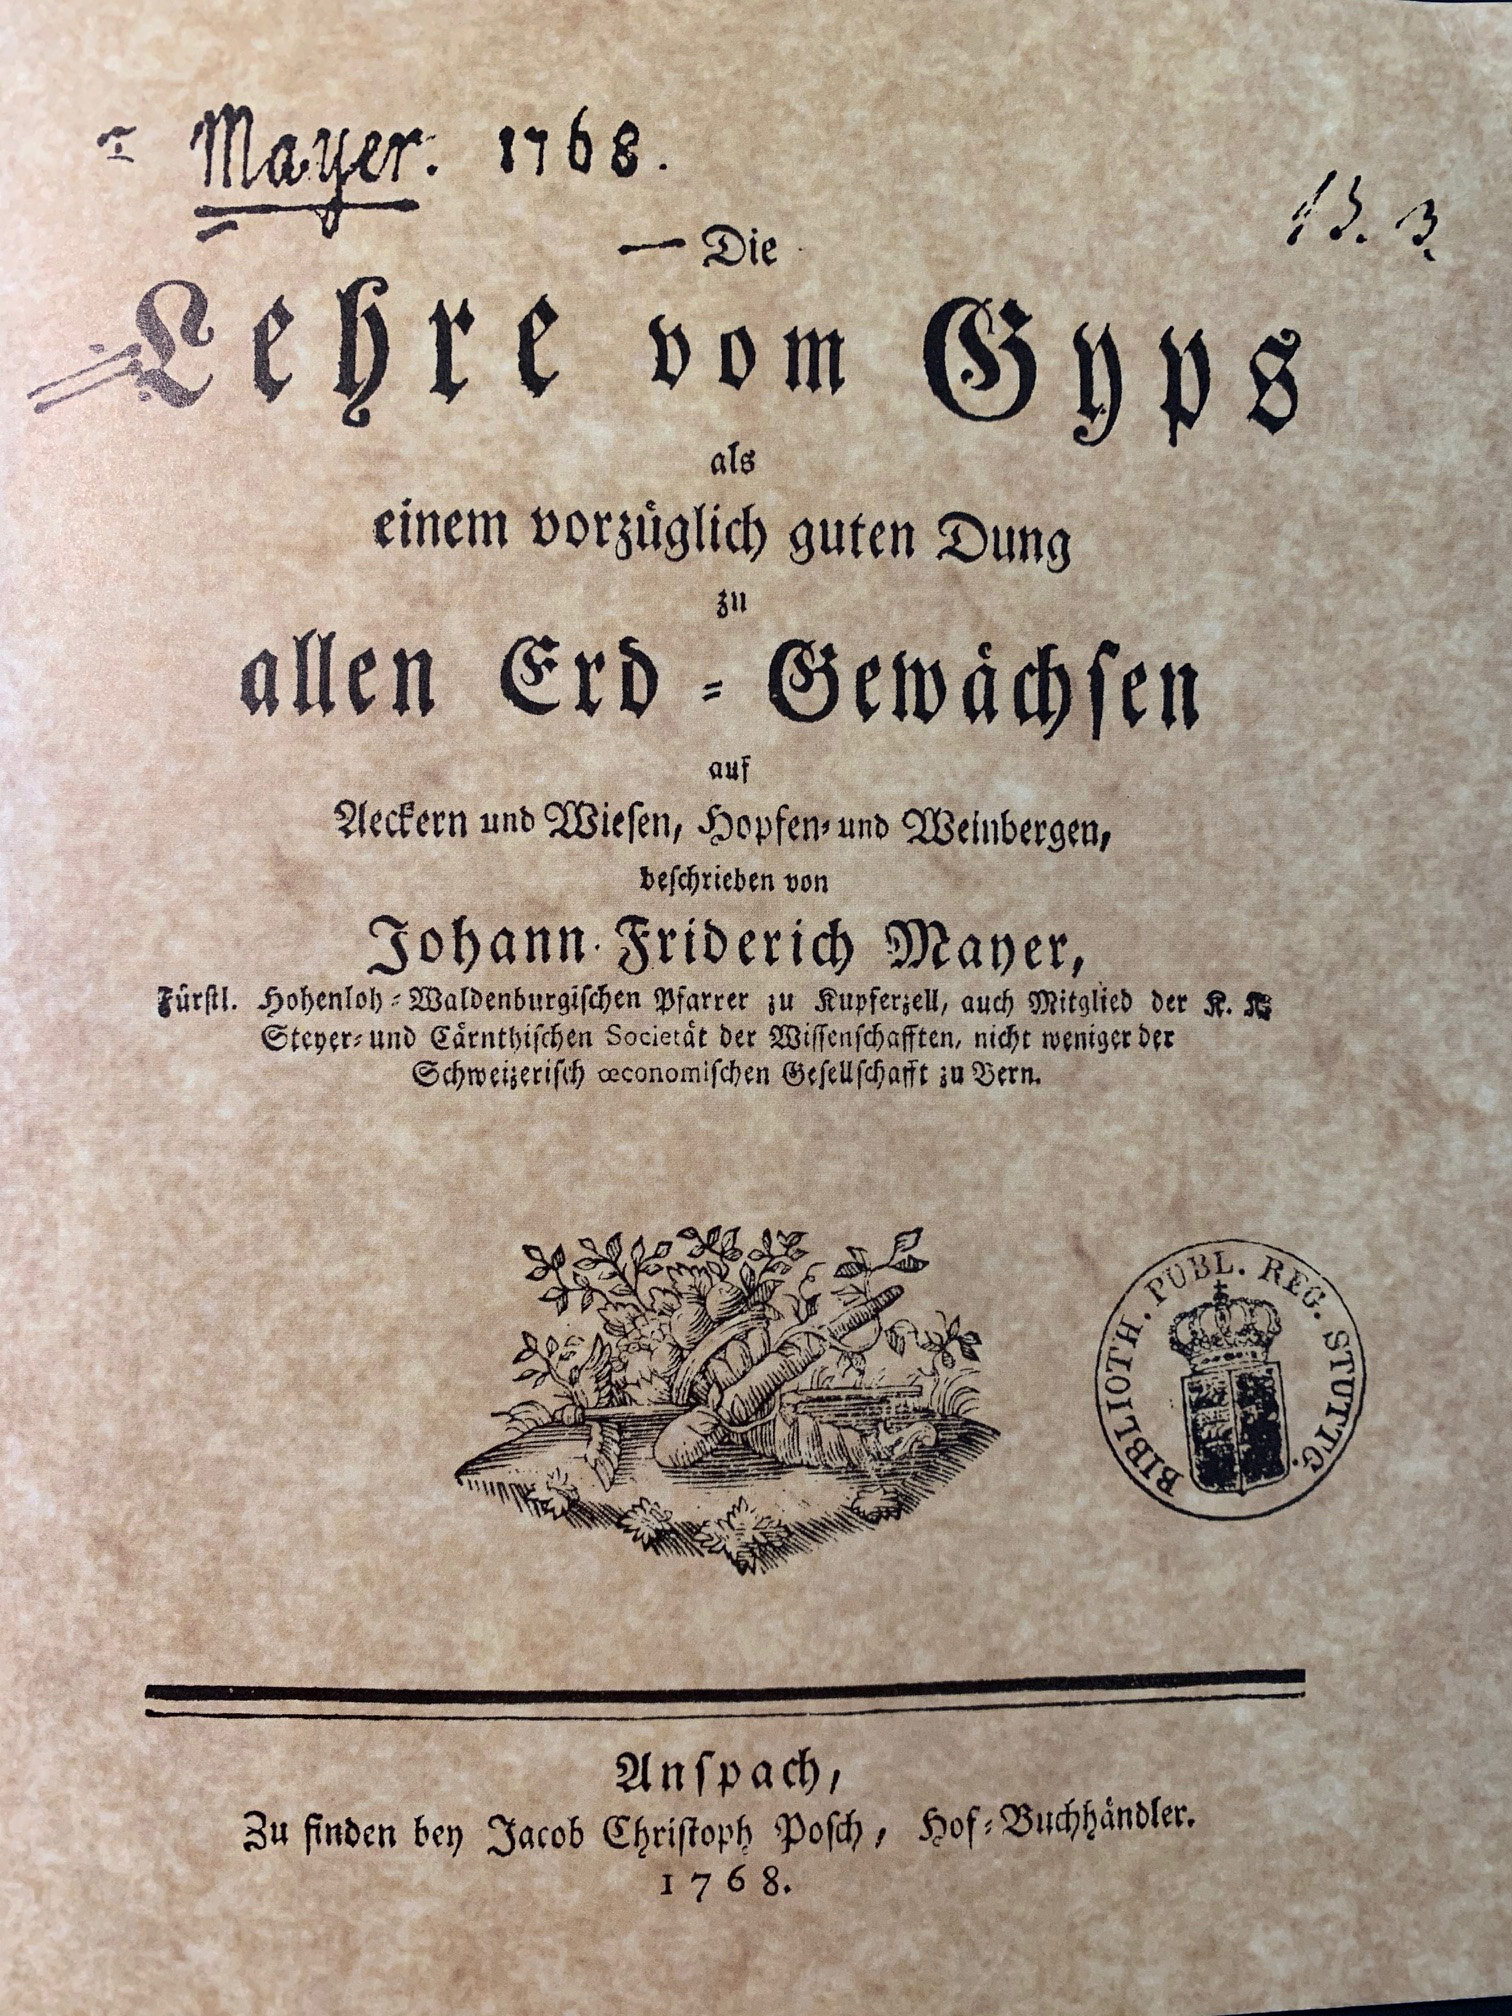 Mayer. 1768.
Die
Lehre vom Gyps
als
einem vorzüglich guten Dung
zu
allen Erd-Gewächsen
auf
Aeckern und Wiesen, Hopfen- und Weinbergen,
beschrieben von
Johann Friderich Mayer,
Fürstl. Hohenloh-Waldenburgischen Pfarrer zu Kupferzell, auch Mitglied der K. K.
Steyer- und Cärnthischen Societät der Wissenschafften, nicht weniger der
Schweizerisch œconomischen Gesellschafft zu Bern.
BIBLIOTH. PUBL. REG. STUTTG.
Anspach,
Zu finden bey Jacob Christoph Posch, Hof-Buchhändler.
1768.